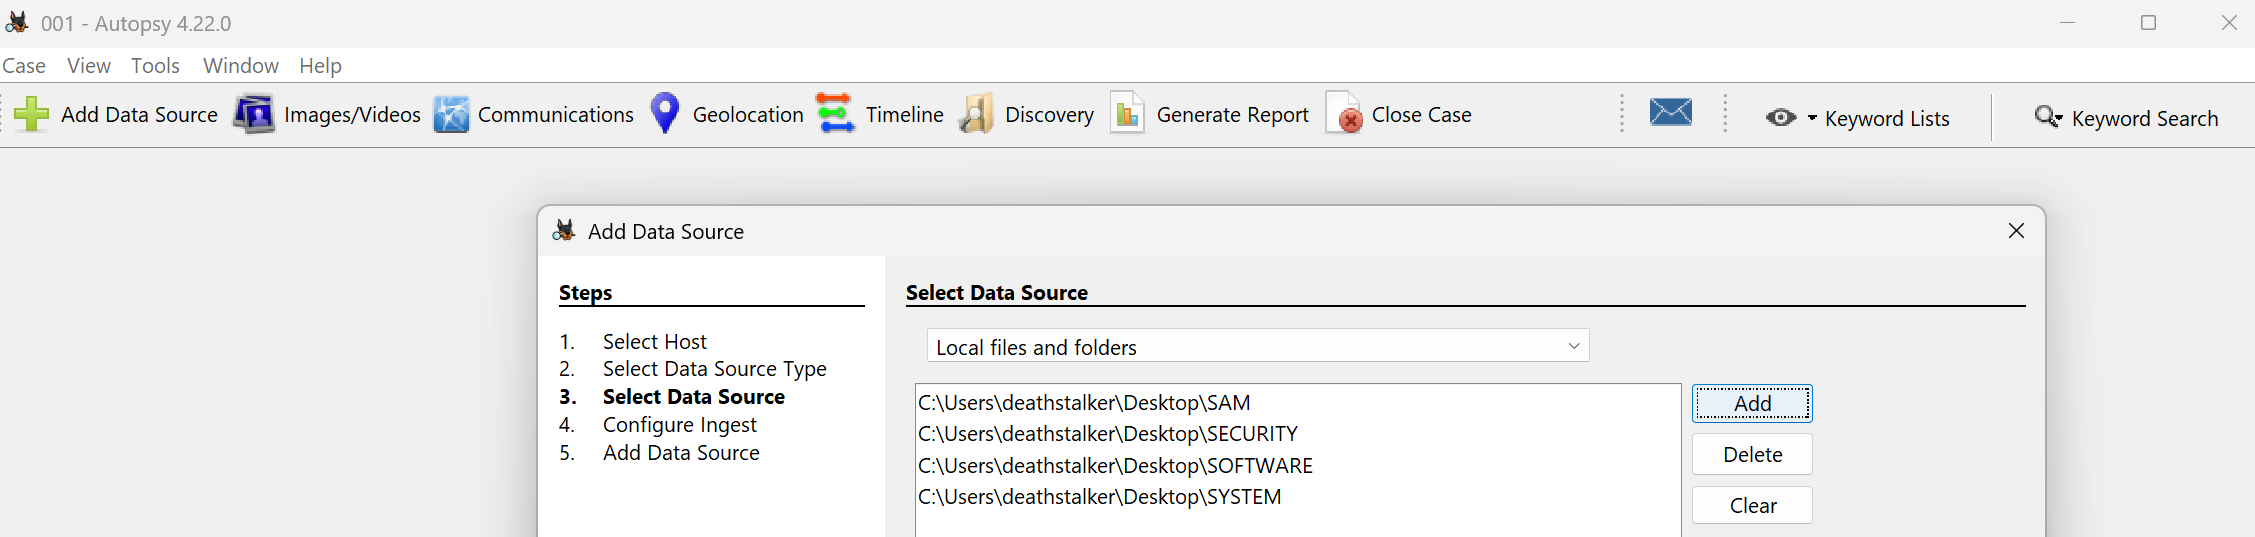 001 - Autopsy 4.22.0
Case View Tools Window Help
Add Data Source Images/Videos Communications Geolocation Timeline Discovery Generate Report Close Case Keyword Lists Keyword Search
Add Data Source
Steps
1. Select Host
2. Select Data Source Type
3. Select Data Source
4. Configure Ingest
5. Add Data Source
Select Data Source
Local files and folders
C:\Users\deathstalker\Desktop\SAM
C:\Users\deathstalker\Desktop\SECURITY
C:\Users\deathstalker\Desktop\SOFTWARE
C:\Users\deathstalker\Desktop\SYSTEM
Add
Delete
Clear